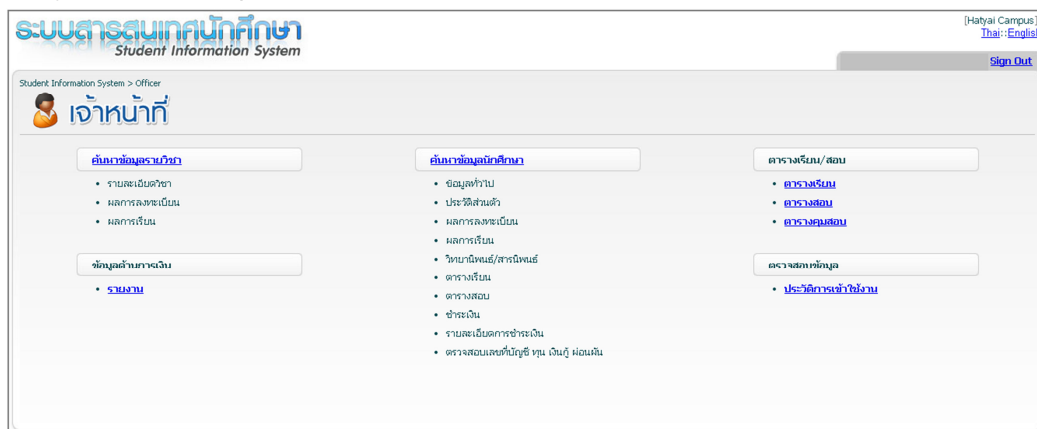 ระบบสารสนเทศนักศึกษา
Student Information System
[Hatyai Campus]
Thai::English
Sign Out
Student Information System > Officer
เจ้าหน้าที่
ค้นหาข้อมูลรายวิชา
• รายละเอียดวิชา
• ผลการลงทะเบียน
• ผลการเรียน
ข้อมูลด้านการเงิน
• รายงาน
ค้นหาข้อมูลนักศึกษา
• ข้อมูลทั่วไป
• ประวัติส่วนตัว
• ผลการลงทะเบียน
• ผลการเรียน
• วิทยานิพนธ์/สารนิพนธ์
• ตารางเรียน
• ตารางสอบ
• ชำระเงิน
• รายละเอียดการชำระเงิน
• ตรวจสอบเลขที่บัญชี ทุน เงินกู้ ผ่อนผัน
ตารางเรียน/สอน
• ตารางเรียน
• ตารางสอน
• ตารางคุมสอบ
ตรวจสอบข้อมูล
• ประวัติการเข้าใช้งาน